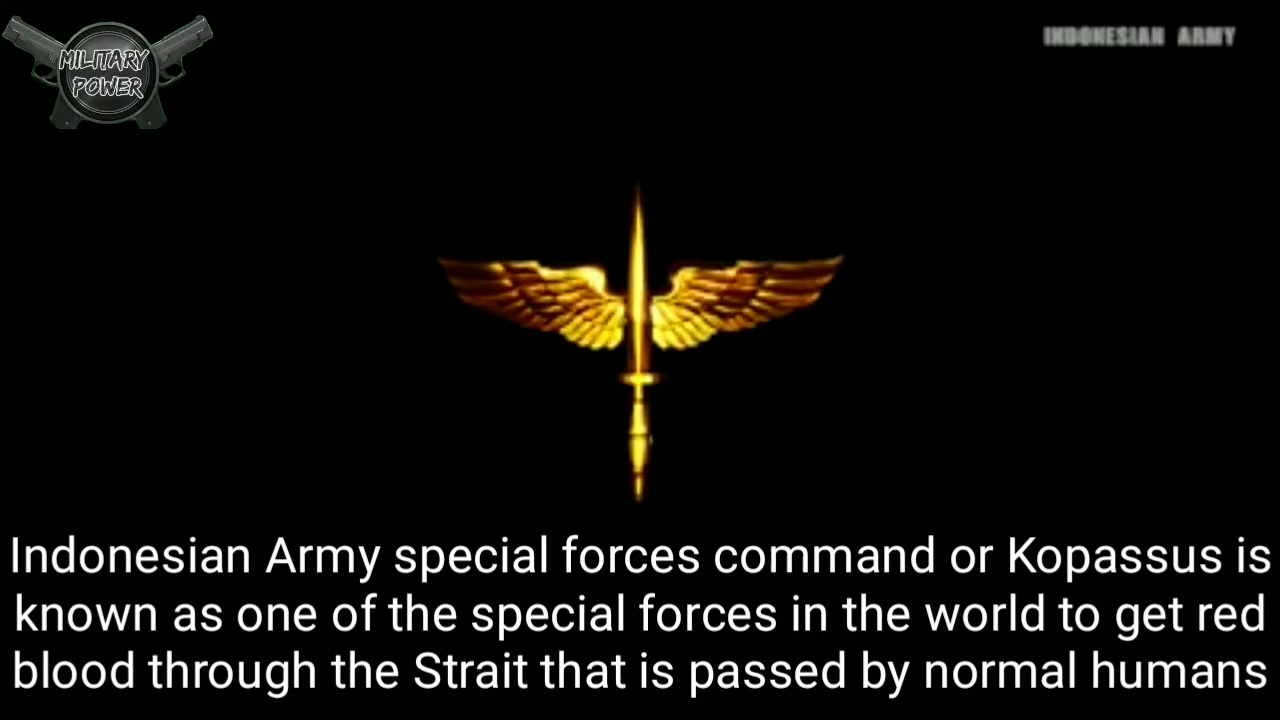 MILITARY
POWER
INDONESIAN ARMY
Indonesian Army special forces command or Kopassus is
known as one of the special forces in the world to get red
blood through the Strait that is passed by normal humans